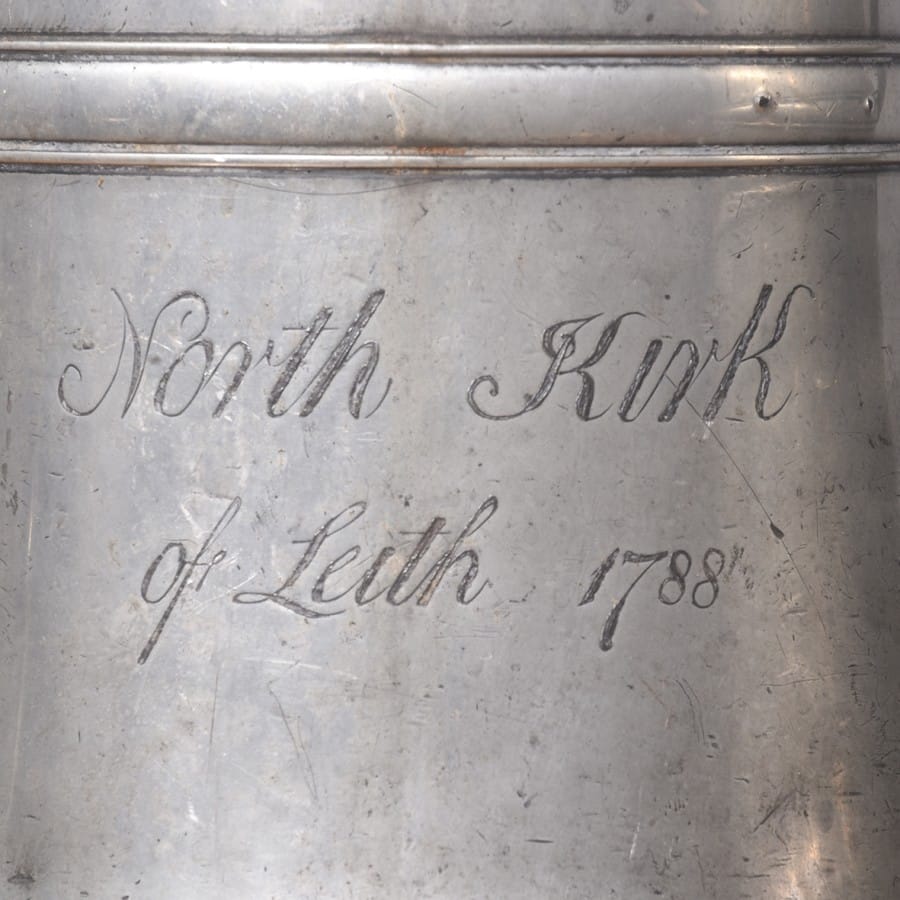 North Kirk
of Leith 1788